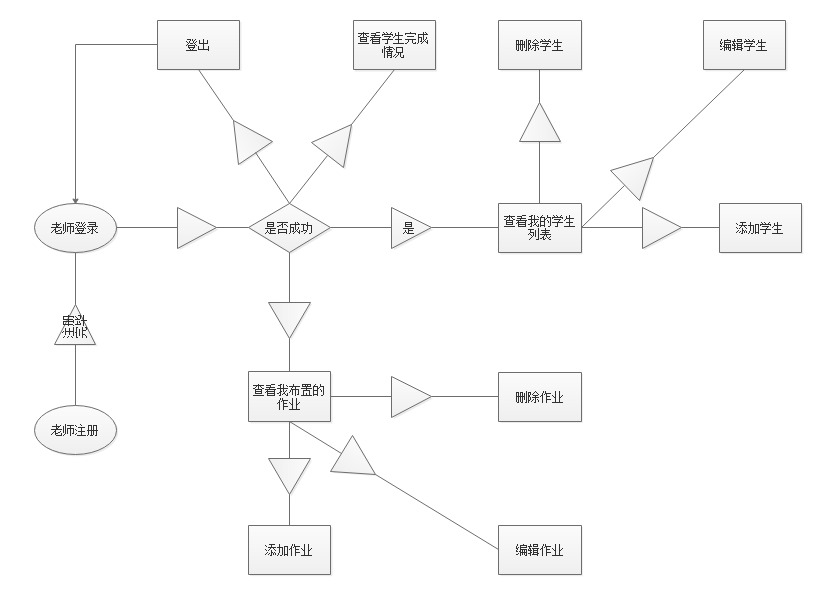 登出
查看学生完成
情况
删除学生
编辑学生
老师登录
是否成功
是
查看我的学生
列表
添加学生
查看我布置的
作业
删除作业
老师注册
添加作业
编辑作业